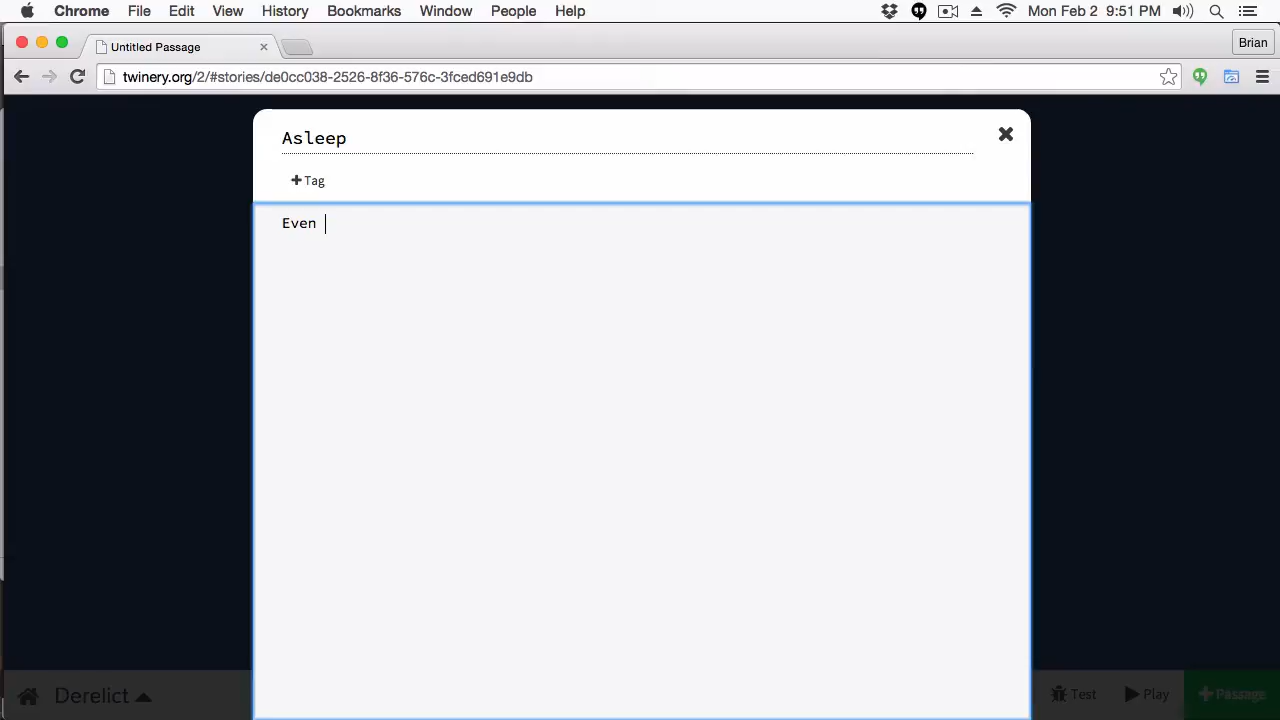 Chrome File Edit View History Bookmarks Window People Help Mon Feb 2 9:51 PM
Untitled Passage Brian
twinery.org/2/#stories/de0cc038-2526-8f36-576c-3fced691e9db
Asleep
Tag
Even
Derelict Test Play Passage